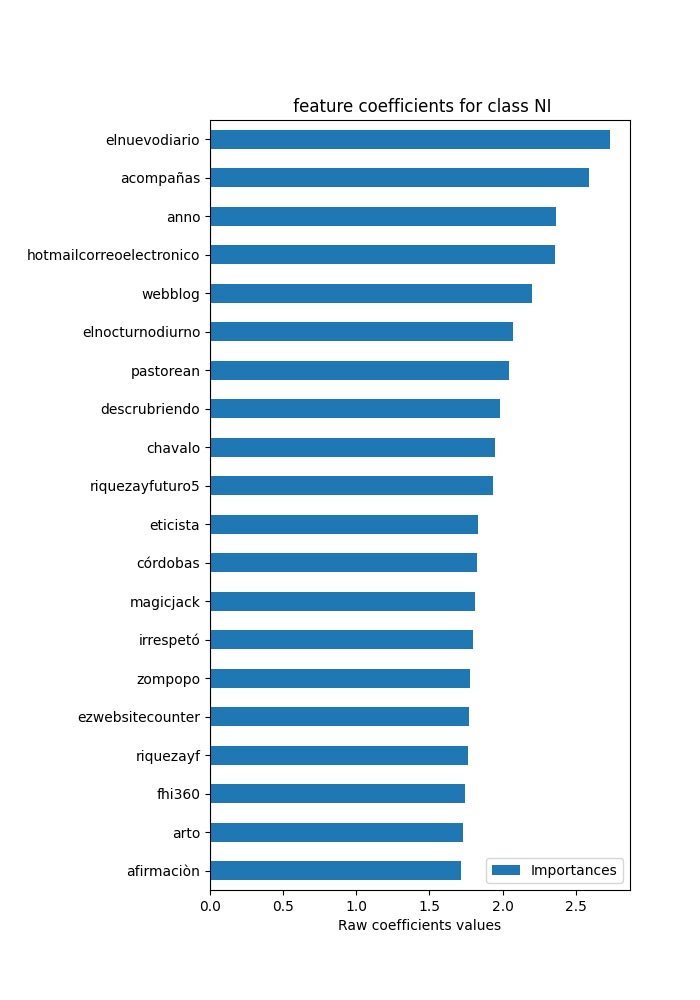 feature coefficients for class NI
elnuevodiario
acompañas
anno
hotmailcorreoelectronico
webblog
elnocturnodiurno
pastorean
descrubriendo
chavalo
riquezayfuturo5
eticista
córdobas
magicjack
irrespetó
zompopo
ezwebsitecounter
riquezayf
fhi360
arto
afirmaciòn
Importances
0.0 0.5 1.0 1.5 2.0 2.5
Raw coefficients values